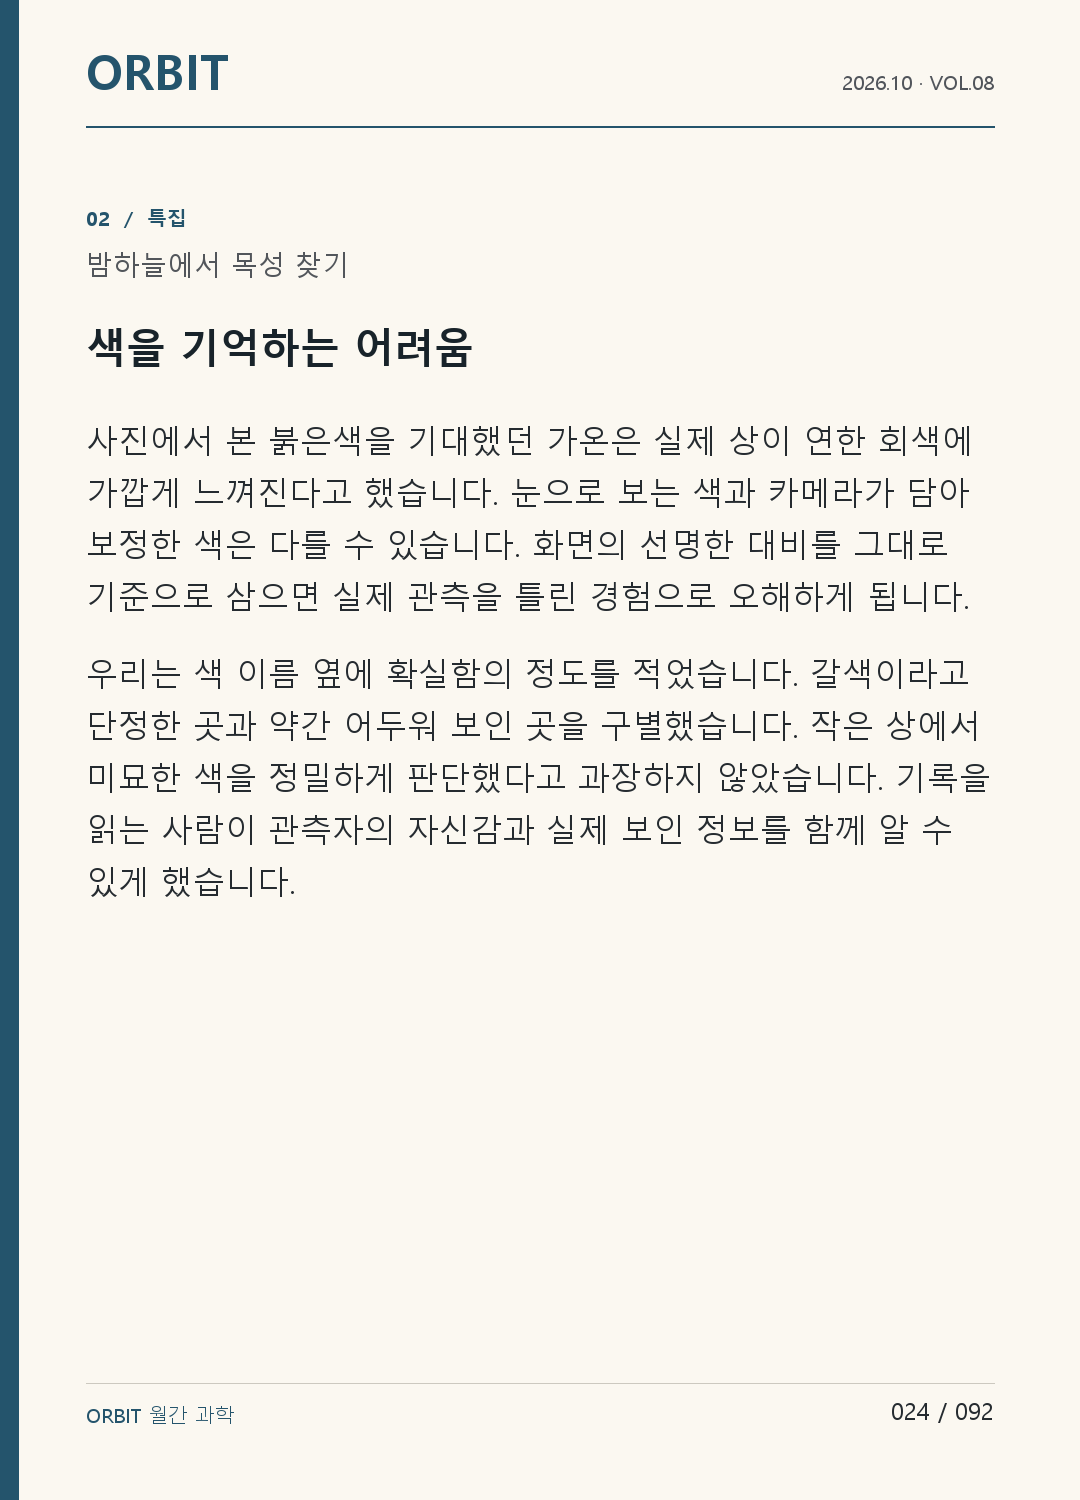 ORBIT
2026.10 · VOL.08
02 / 특집
밤하늘에서 목성 찾기
색을 기억하는 어려움
사진에서 본 붉은색을 기대했던 가온은 실제 상이 연한 회색에
가깝게 느껴진다고 했습니다. 눈으로 보는 색과 카메라가 담아
보정한 색은 다를 수 있습니다. 화면의 선명한 대비를 그대로
기준으로 삼으면 실제 관측을 틀린 경험으로 오해하게 됩니다.
우리는 색 이름 옆에 확실함의 정도를 적었습니다. 갈색이라고
단정한 곳과 약간 어두워 보인 곳을 구별했습니다. 작은 상에서
미묘한 색을 정밀하게 판단했다고 과장하지 않았습니다. 기록을
읽는 사람이 관측자의 자신감과 실제 보인 정보를 함께 알 수
있게 했습니다.
ORBIT 월간 과학
024 / 092